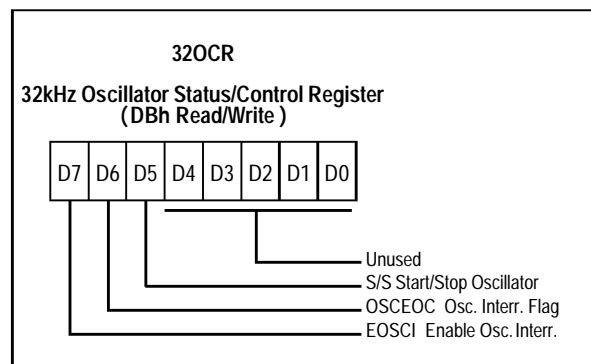 32OCR
32kHz Oscillator Status/Control Register
(DBh Read/Write )
D7 D6 D5 D4 D3 D2 D1 D0
Unused
S/S Start/Stop Oscillator
OSCEOC Osc. Interr. Flag
EOSCI Enable Osc. Interr.